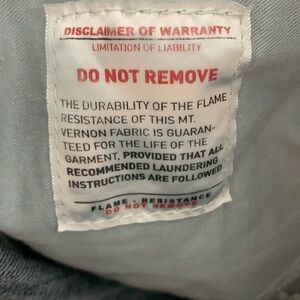 DISCLAIMER OF WARRANTY
LIMITATION OF LIABILITY
DO NOT REMOVE
THE DURABILITY OF THE FLAME
RESISTANCE OF THIS MT.
VERNON FABRIC IS GUARAN-
TEED FOR THE LIFE OF THE
GARMENT, PROVIDED THAT ALL
RECOMMENDED LAUNDERING
INSTRUCTIONS ARE FOLLOWED
FLAME - RESISTANCE
DO NOT REMOVE